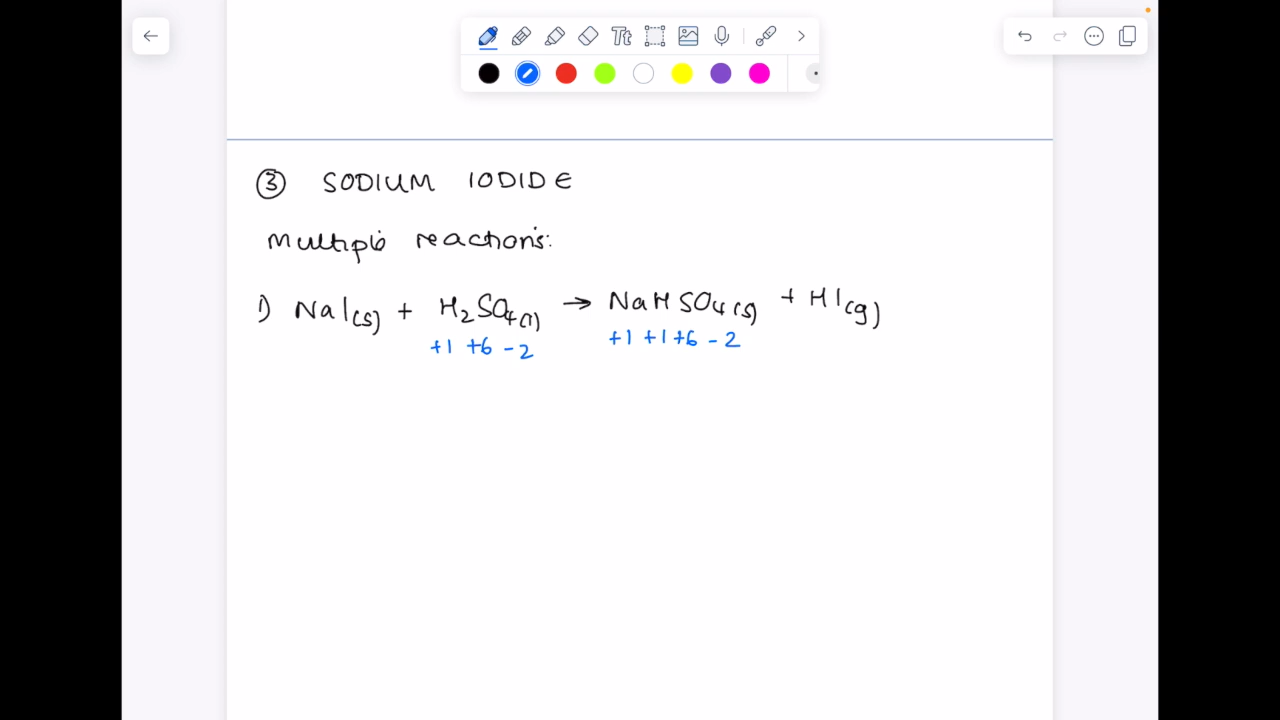 ③ SODIUM IODIDE
Multiple reactions:
1) NaI(s) + H₂SO₄(l) → NaHSO₄(s) + HI(g)
+1 +6 -2 +1 +1 +6 -2